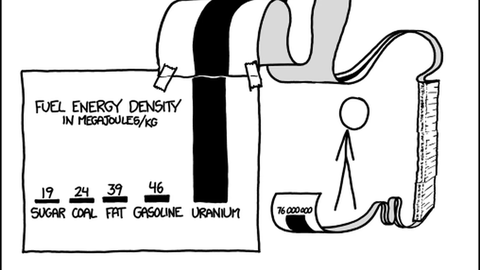 FUEL ENERGY DENSITY
IN MEGAJOULES/KG
19 24 39 46
SUGAR COAL FAT GASOLINE URANIUM
76 000 000